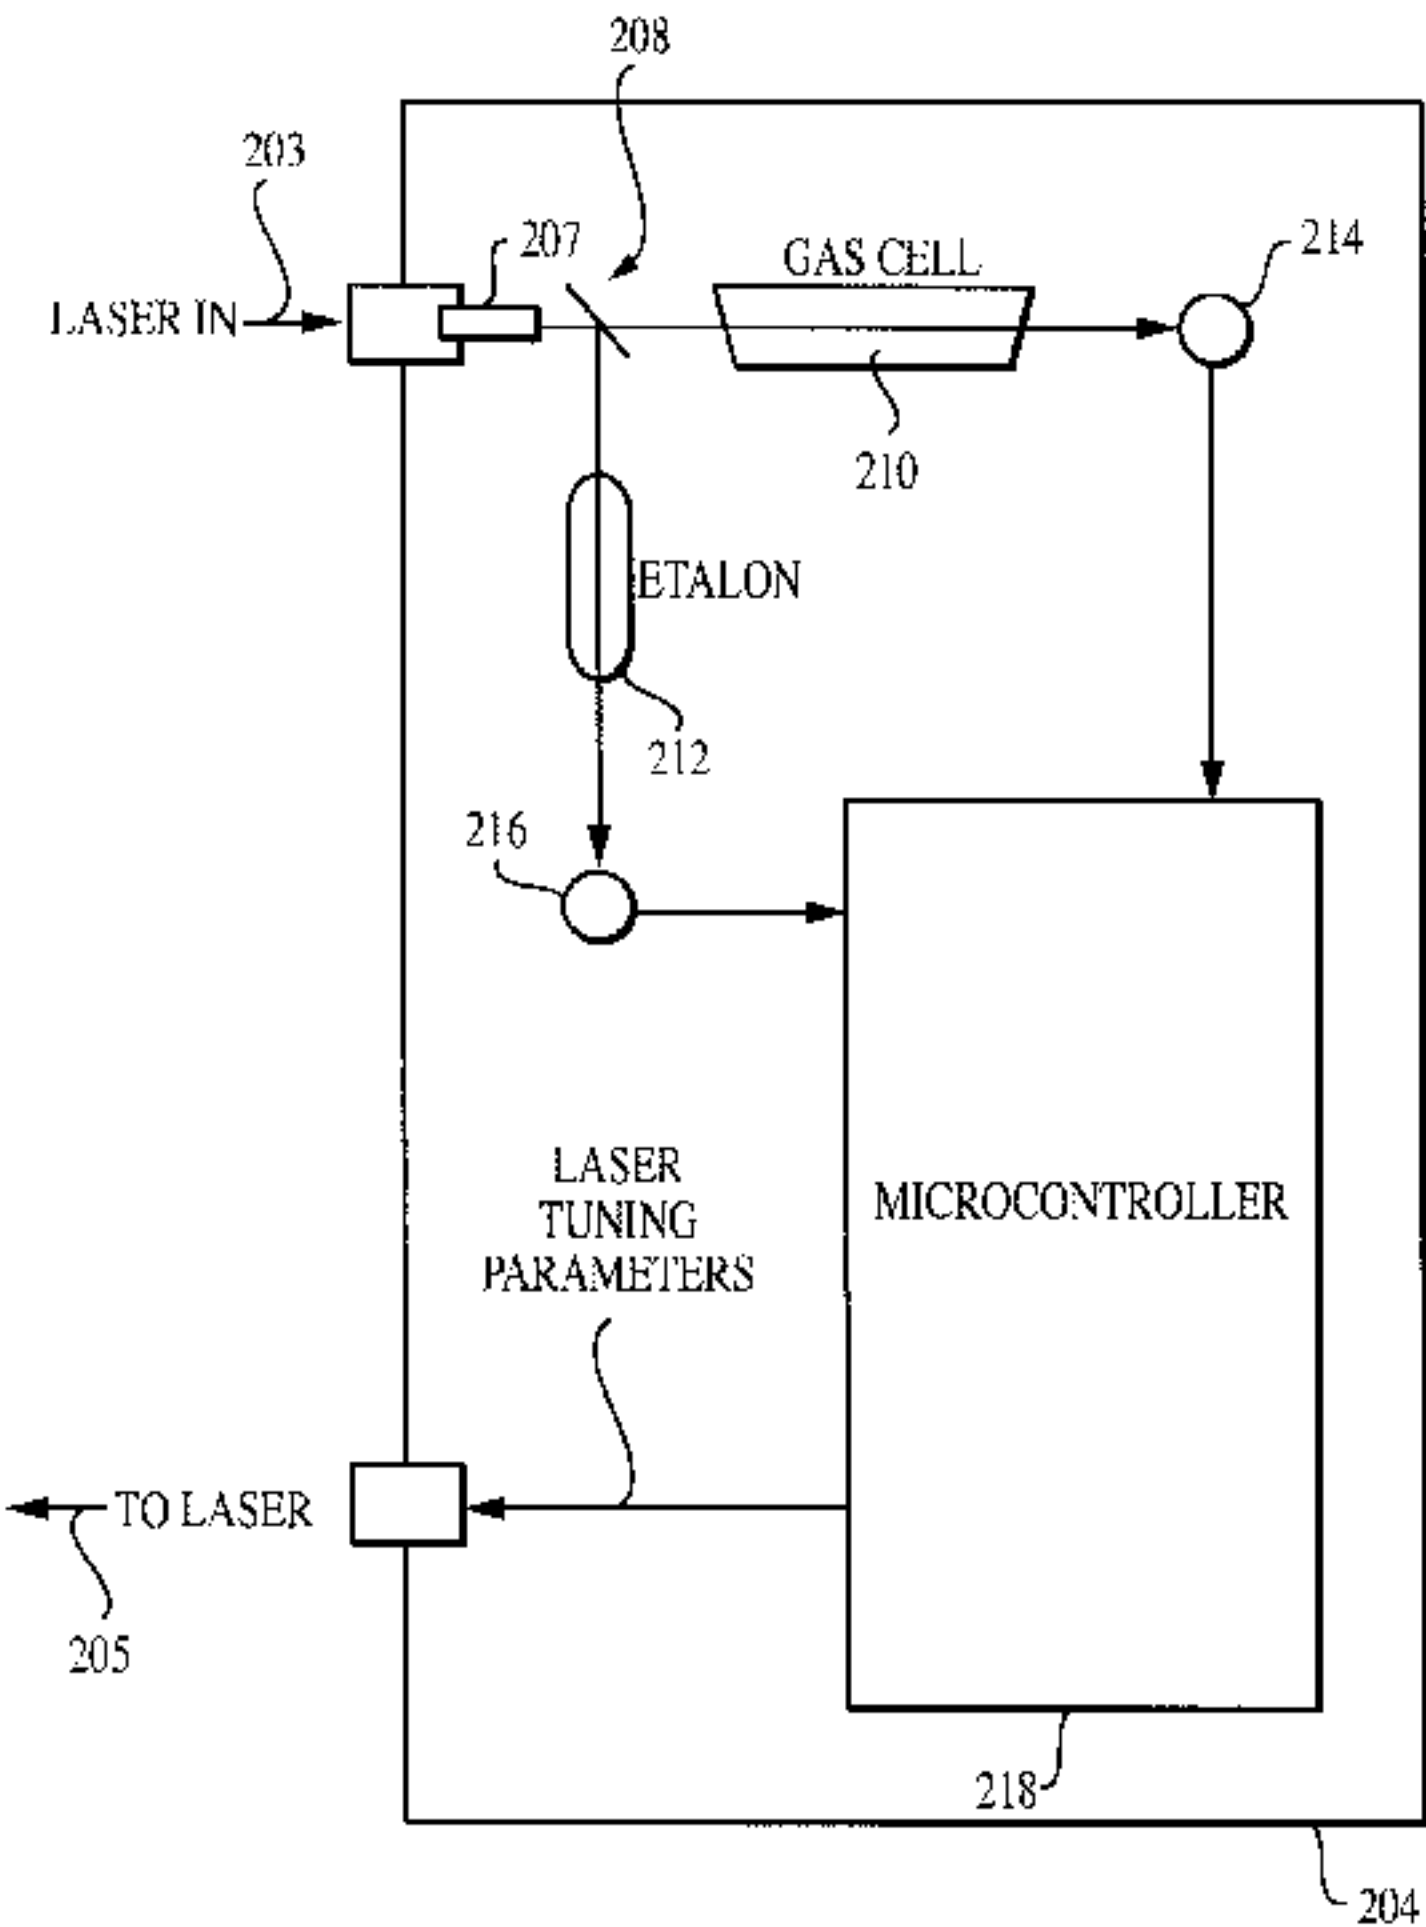 208
203
207
GAS CELL
214
LASER IN
210
ETALON
212
216
LASER
TUNING
PARAMETERS
MICROCONTROLLER
TO LASER
205
218
204